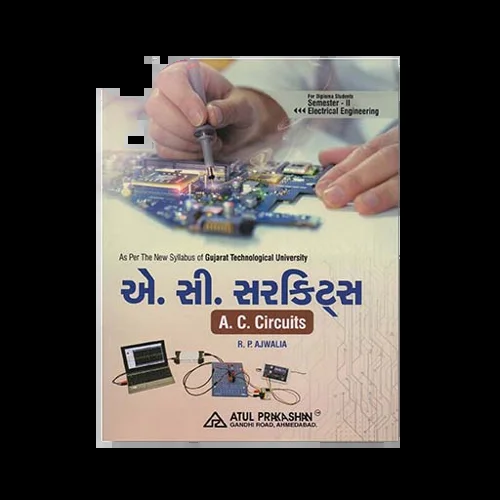 For Diploma Students
Semester - II
Electrical Engineering
As Per The New Syllabus of Gujarat Technological University
એ. સી. સરકિટ્સ
A. C. Circuits
R. P. AJWALIA
ATUL PRAKASHAN
GANDHI ROAD, AHMEDABAD.